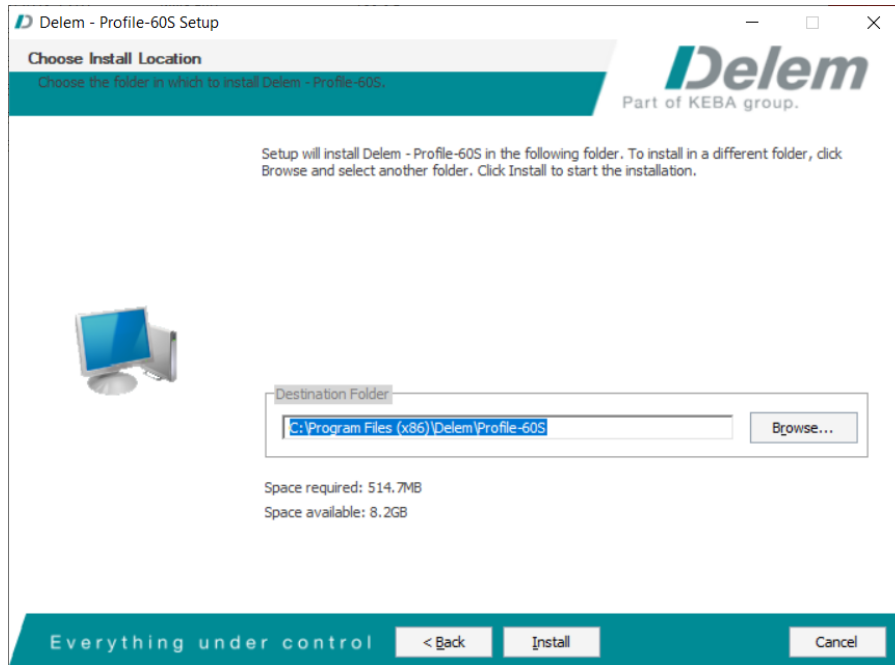 Delem - Profile-60S Setup
Choose Install Location
Choose the folder in which to install Delem - Profile-60S.
Delem
Part of KEBA group.
Setup will install Delem - Profile-60S in the following folder. To install in a different folder, click
Browse and select another folder. Click Install to start the installation.
Destination Folder
C:\Program Files (x86)\Delem\Profile-60S
Browse...
Space required: 514.7MB
Space available: 8.2GB
Everything under control
< Back
Install
Cancel